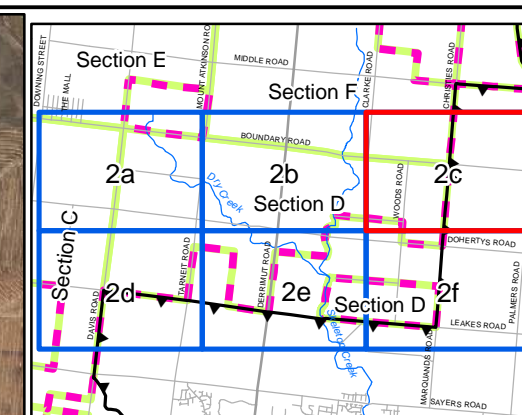 DOWNING STREET
THE MALL
Section E
MOUNT ATKINSON RO
MIDDLE ROAD
Section F
CLARKE ROAD
CHRISTIES ROAD
BOUNDARY ROAD
2a
2b
2c
Dry Creek
Section D
WOODS ROAD
Section C
DOHERTYS ROAD
TARNEIT ROAD
DERRIMUT ROAD
2d
2e
2f
Section D
DAVIS ROAD
Skeleton Creek
LEAKES ROAD
PALMERS ROAD
MARQUANDS ROAD
SAYERS ROAD